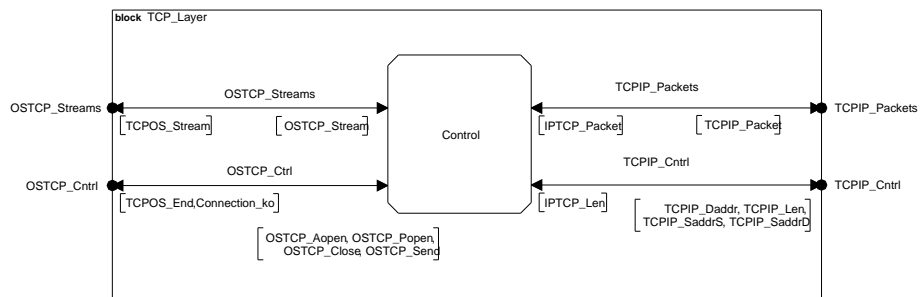 block TCP_Layer
OSTCP_Streams
TCPIP_Packets
OSTCP_Streams
TCPIP_Packets
[TCPOS_Stream]
[OSTCP_Stream]
Control
[IPTCP_Packet]
[TCPIP_Packet]
OSTCP_Ctrl
TCPIP_Cntrl
OSTCP_Cntrl
TCPIP_Cntrl
[TCPOS_End,Connection_ko]
[IPTCP_Len]
[TCPIP_Daddr, TCPIP_Len,
TCPIP_SaddrS, TCPIP_SaddrD]
[OSTCP_Aopen, OSTCP_Popen,
OSTCP_Close, OSTCP_Send]